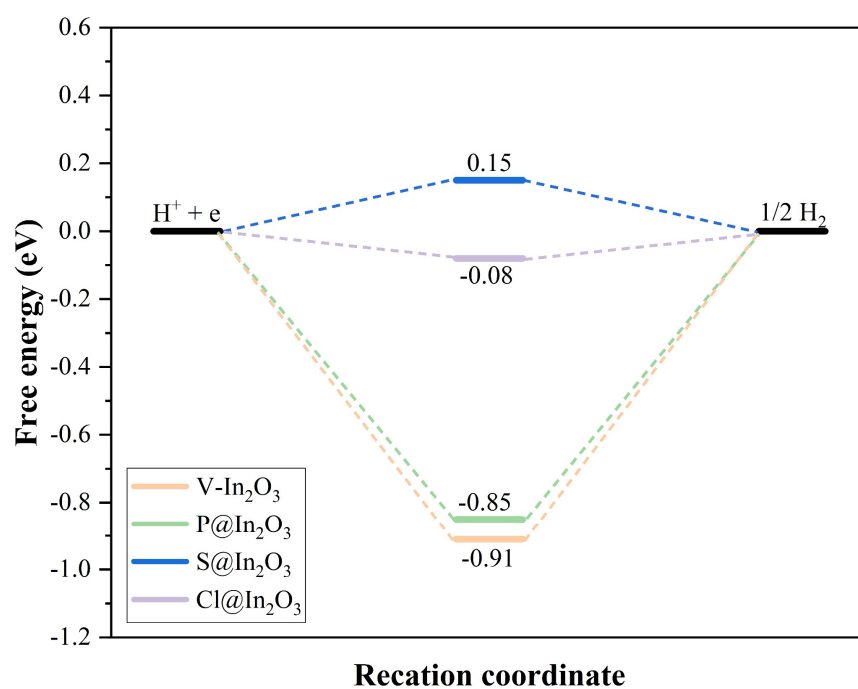 0.6
0.4
0.2
0.0
-0.2
-0.4
-0.6
-0.8
-1.0
-1.2
Free energy (eV)
H⁺ + e
0.15
1/2 H₂
-0.08
-0.85
-0.91
V-In₂O₃
P@In₂O₃
S@In₂O₃
Cl@In₂O₃
Recation coordinate